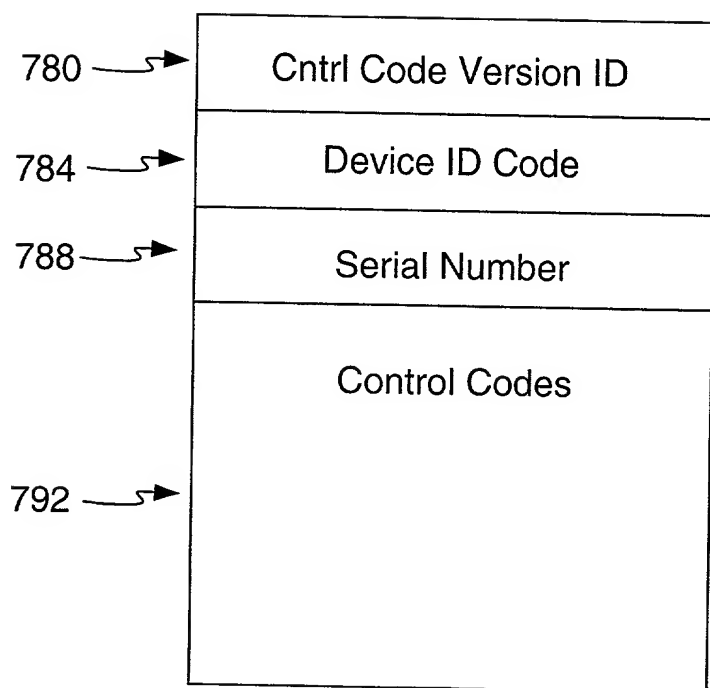 780
Cntrl Code Version ID
784
Device ID Code
788
Serial Number
Control Codes
792